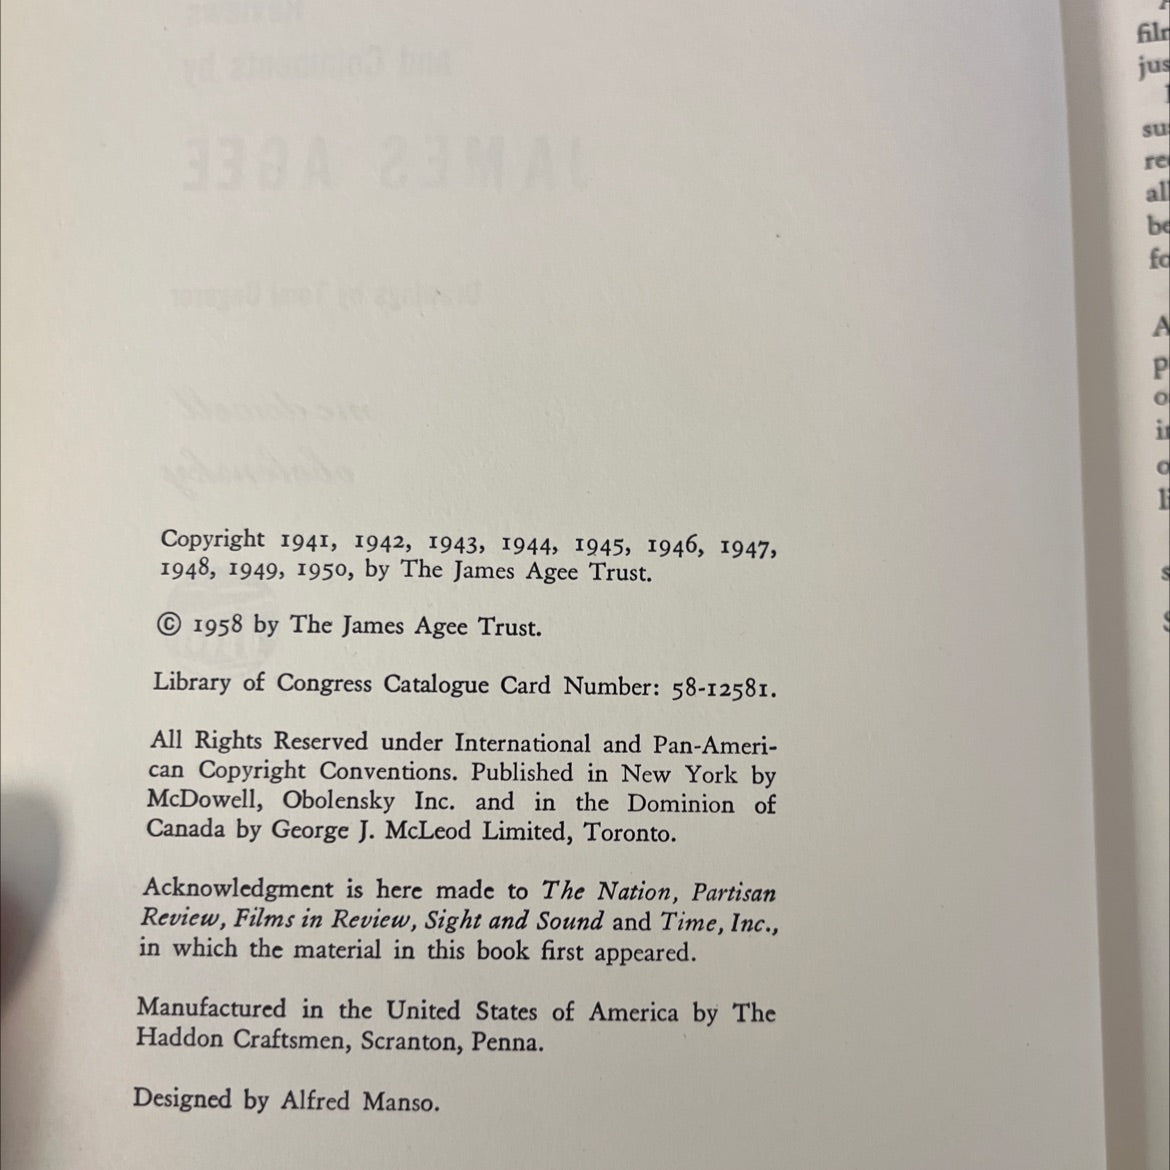 Copyright 1941, 1942, 1943, 1944, 1945, 1946, 1947,
1948, 1949, 1950, by The James Agee Trust.
© 1958 by The James Agee Trust.
Library of Congress Catalogue Card Number: 58-12581.
All Rights Reserved under International and Pan-Ameri-
can Copyright Conventions. Published in New York by
McDowell, Obolensky Inc. and in the Dominion of
Canada by George J. McLeod Limited, Toronto.
Acknowledgment is here made to The Nation, Partisan
Review, Films in Review, Sight and Sound and Time, Inc.,
in which the material in this book first appeared.
Manufactured in the United States of America by The
Haddon Craftsmen, Scranton, Penna.
Designed by Alfred Manso.